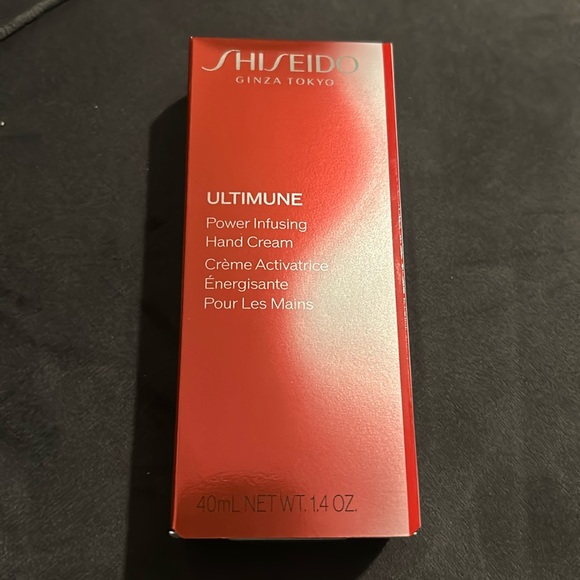 SHISEIDO
GINZA TOKYO
ULTIMUNE
Power Infusing
Hand Cream
Crème Activatrice
Énergisante
Pour Les Mains
40mL NET WT. 1.4 OZ.